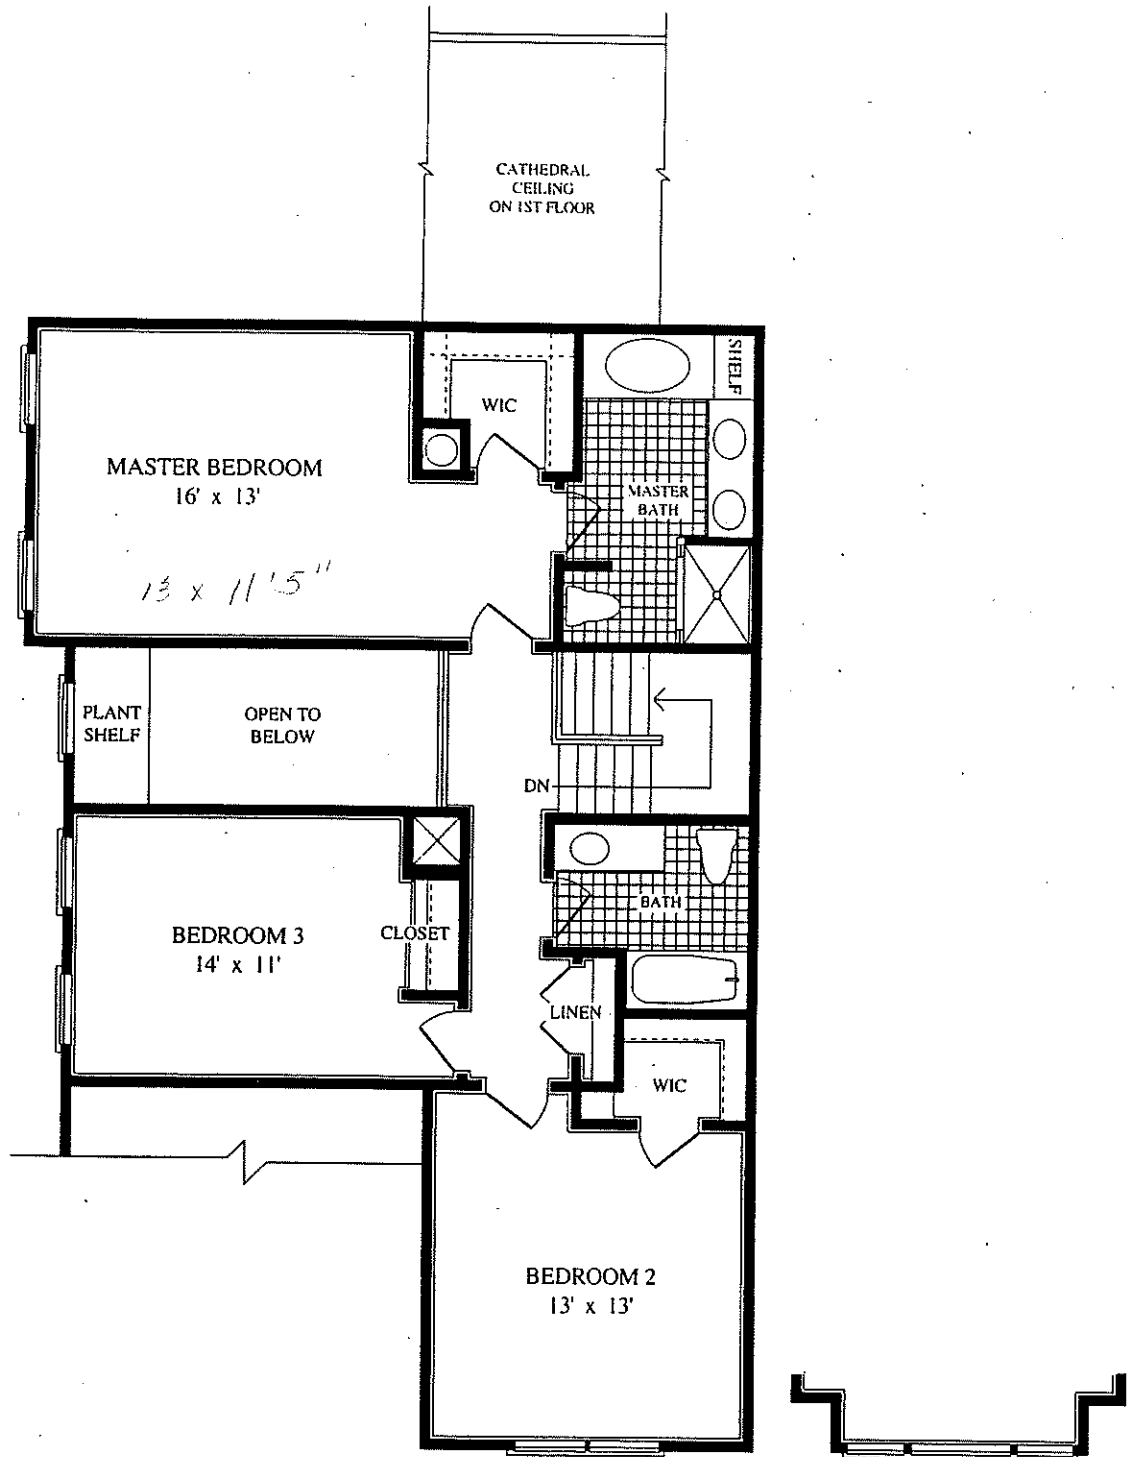 CATHEDRAL
CEILING
ON 1ST FLOOR
SHELF
WIC
MASTER BEDROOM
16' x 13'
MASTER
BATH
13 x 11'5"
PLANT
SHELF
OPEN TO
BELOW
DN
BATH
BEDROOM 3
14' x 11'
CLOSET
LINEN
WIC
BEDROOM 2
13' x 13'